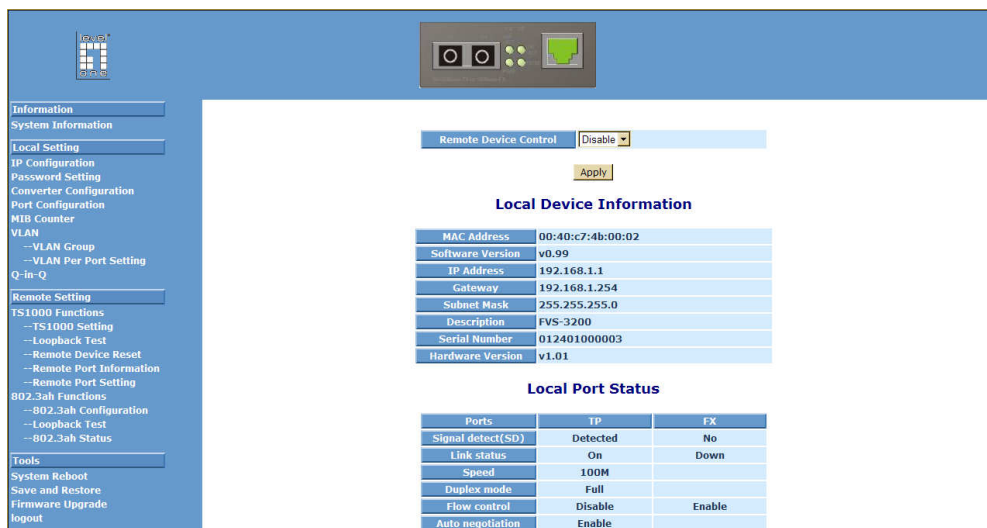 level
one
Information
System Information
Local Setting
IP Configuration
Password Setting
Converter Configuration
Port Configuration
MIB Counter
VLAN
--VLAN Group
--VLAN Per Port Setting
Q-in-Q
Remote Setting
TS1000 Functions
--TS1000 Setting
--Loopback Test
--Remote Device Reset
--Remote Port Information
--Remote Port Setting
802.3ah Functions
--802.3ah Configuration
--Loopback Test
--802.3ah Status
Tools
System Reboot
Save and Restore
Firmware Upgrade
logout
Remote Device Control Disable
Apply
Local Device Information
MAC Address 00:40:c7:4b:00:02
Software Version v0.99
IP Address 192.168.1.1
Gateway 192.168.1.254
Subnet Mask 255.255.255.0
Description FVS-3200
Serial Number 012401000003
Hardware Version v1.01
Local Port Status
Ports TP FX
Signal detect(SD) Detected No
Link status On Down
Speed 100M
Duplex mode Full
Flow control Disable Enable
Auto negotiation Enable